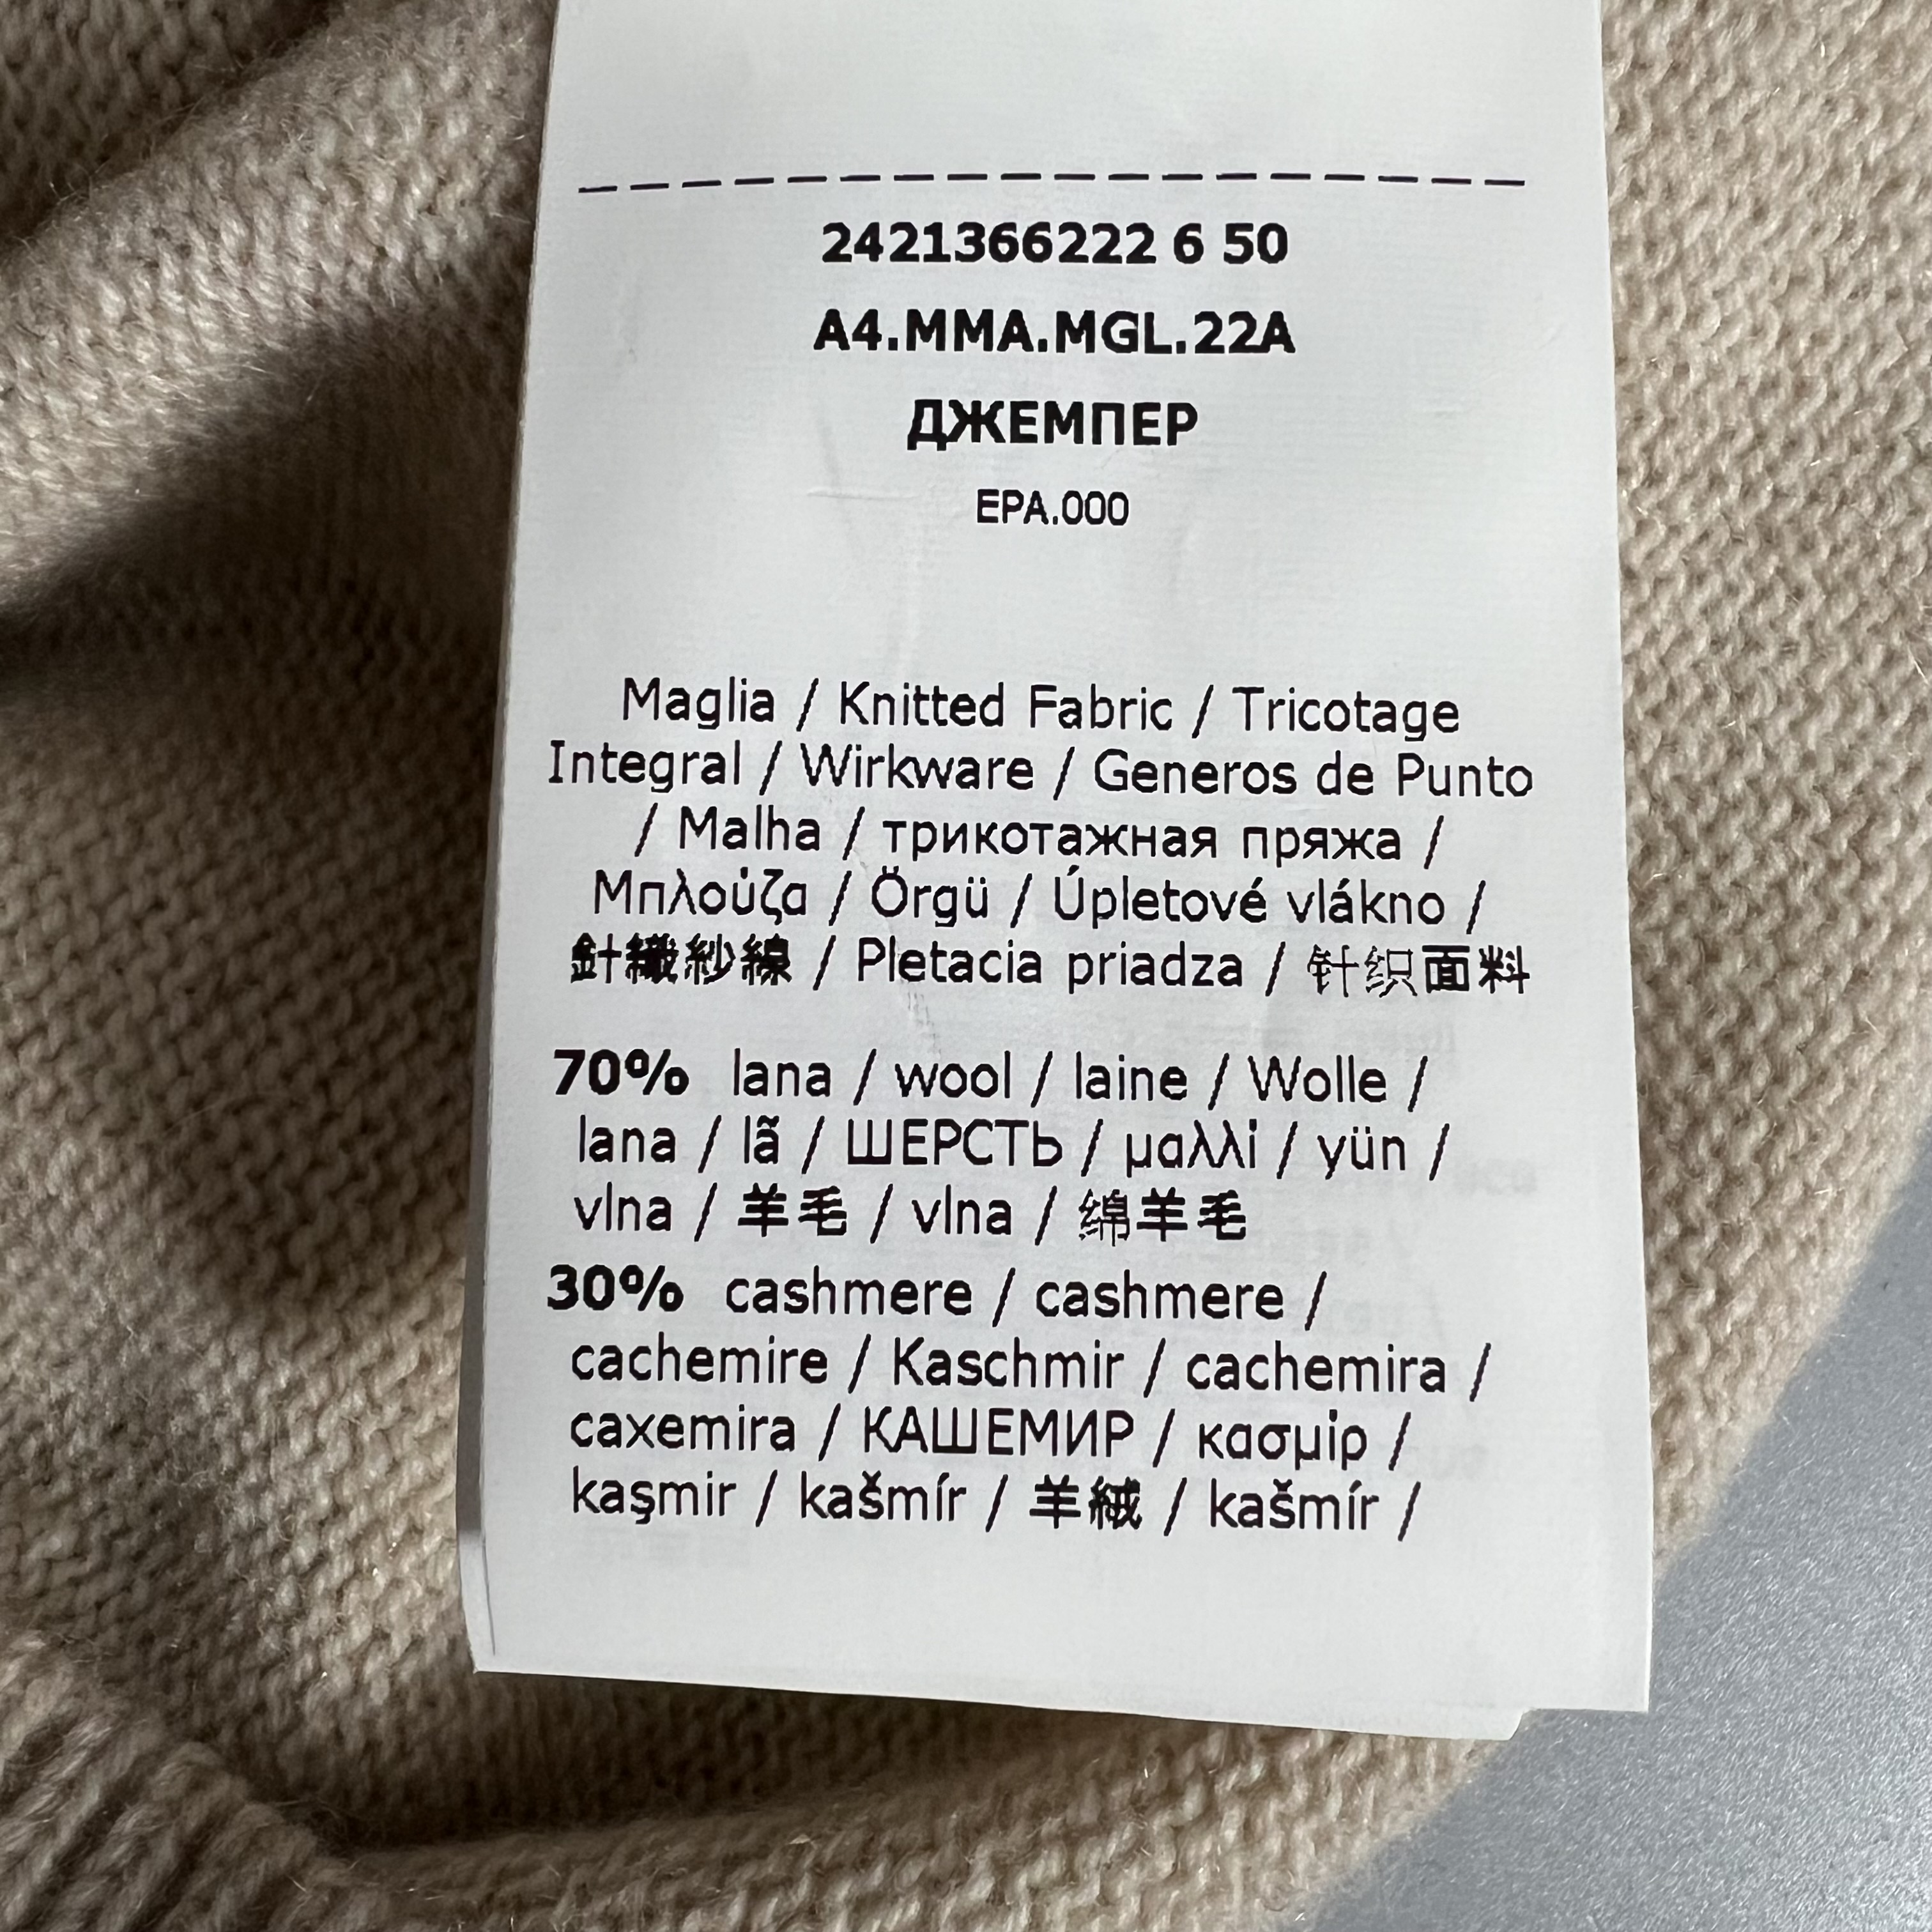 2421366222 6 50
A4.MMA.MGL.22A
ДЖЕМПЕР
EPA.000
Maglia / Knitted Fabric / Tricotage
Integral / Wirkware / Generos de Punto
/ Malha / трикотажная пряжа /
Μπλούζα / Örgü / Úpletové vlákno /
針織紗線 / Pletacia priadza / 针织面料
70% lana / wool / laine / Wolle /
lana / lã / ШЕРСТЬ / μαλλί / yün /
vlna / 羊毛 / vlna / 绵羊毛
30% cashmere / cashmere /
cachemire / Kaschmir / cachemira /
caxemira / КАШЕМИР / κασμίρ /
kaşmir / kašmír / 羊絨 / kašmír /